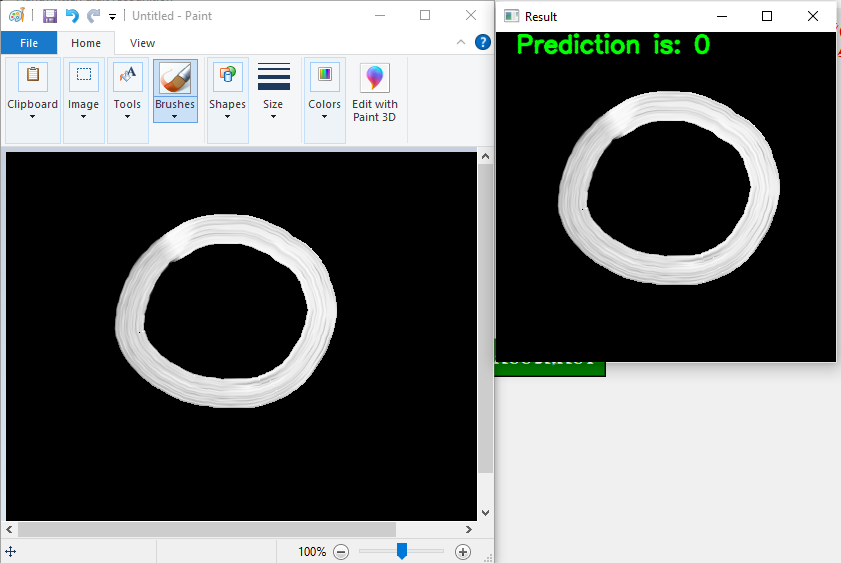 Untitled - Paint
File Home View
Clipboard Image Tools Brushes Shapes Size Colors Edit with
Paint 3D
100%
Result
Prediction is: 0